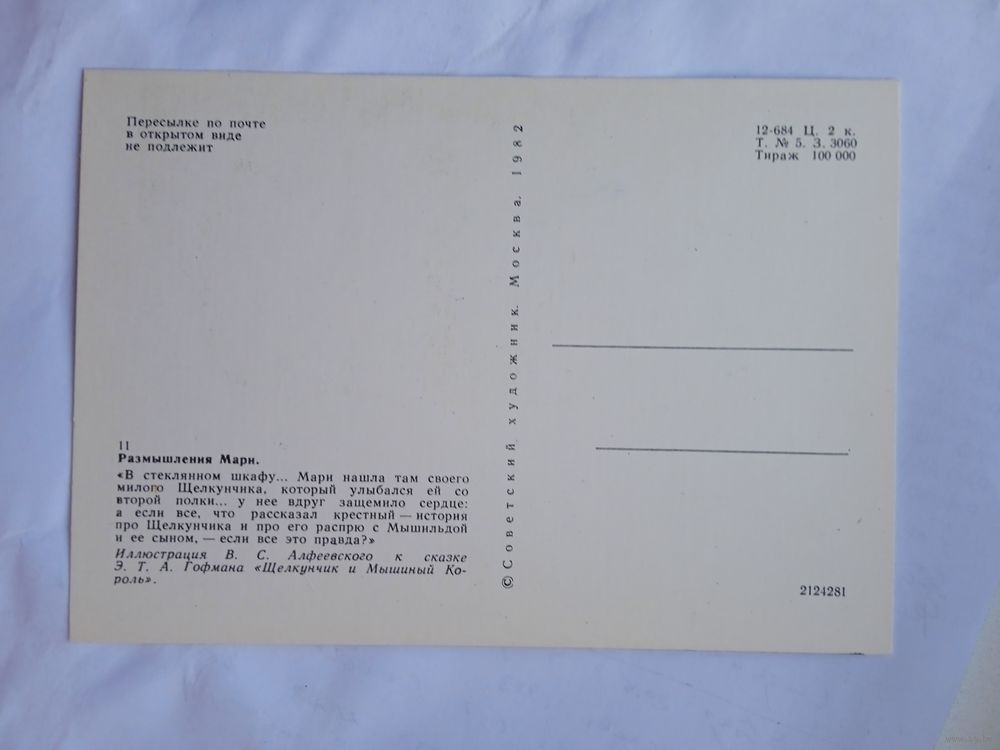 Пересылке по почте
в открытом виде
не подлежит
11
Размышления Мари.
«В стеклянном шкафу... Мари нашла там своего
милого Щелкунчика, который улыбался ей со
второй полки... у нее вдруг защемило сердце:
а если все, что рассказал крестный — история
про Щелкунчика и про его распрю с Мышильдой
и ее сыном, — если все это правда?»
Иллюстрация В. С. Алфеевского к сказке
Э. Т. А. Гофмана «Щелкунчик и Мышиный Ко-
роль».
© Советский художник. Москва. 1982
12-684 Ц. 2 к.
Т. № 5. З. 3060
Тираж 100 000
2124281